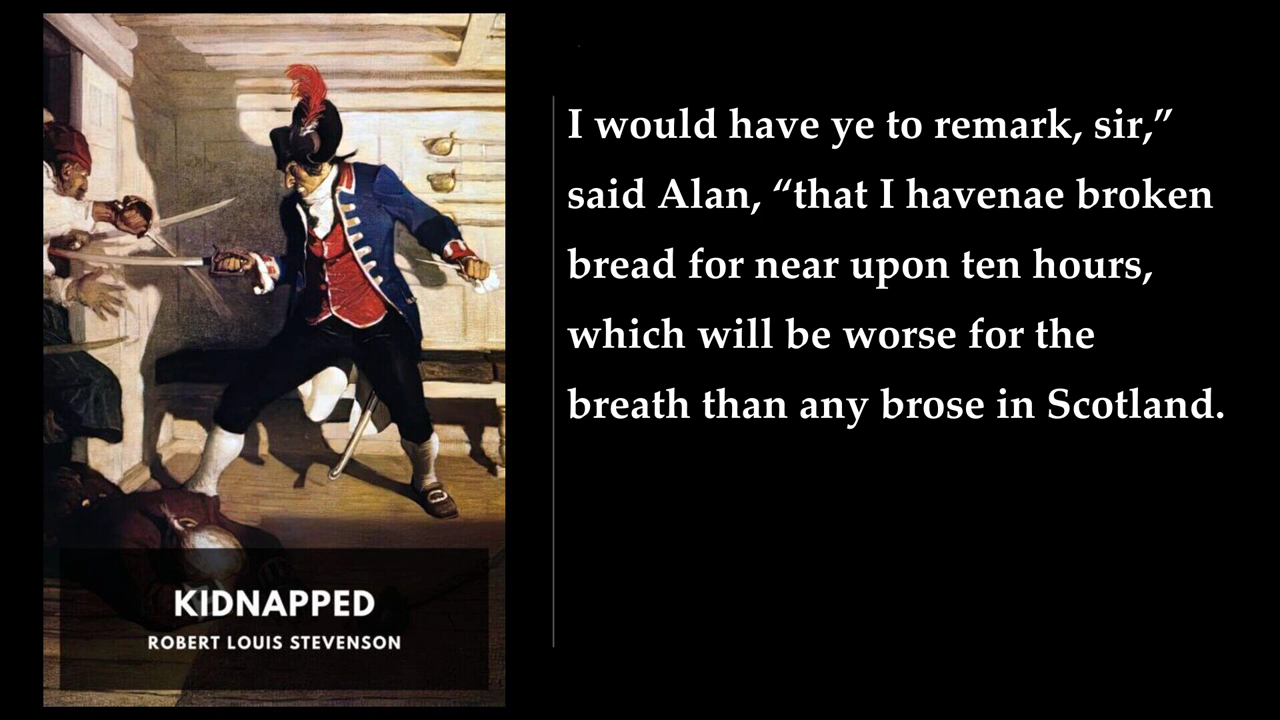 I would have ye to remark, sir,”
said Alan, “that I havenae broken
bread for near upon ten hours,
which will be worse for the
breath than any brose in Scotland.
KIDNAPPED
ROBERT LOUIS STEVENSON